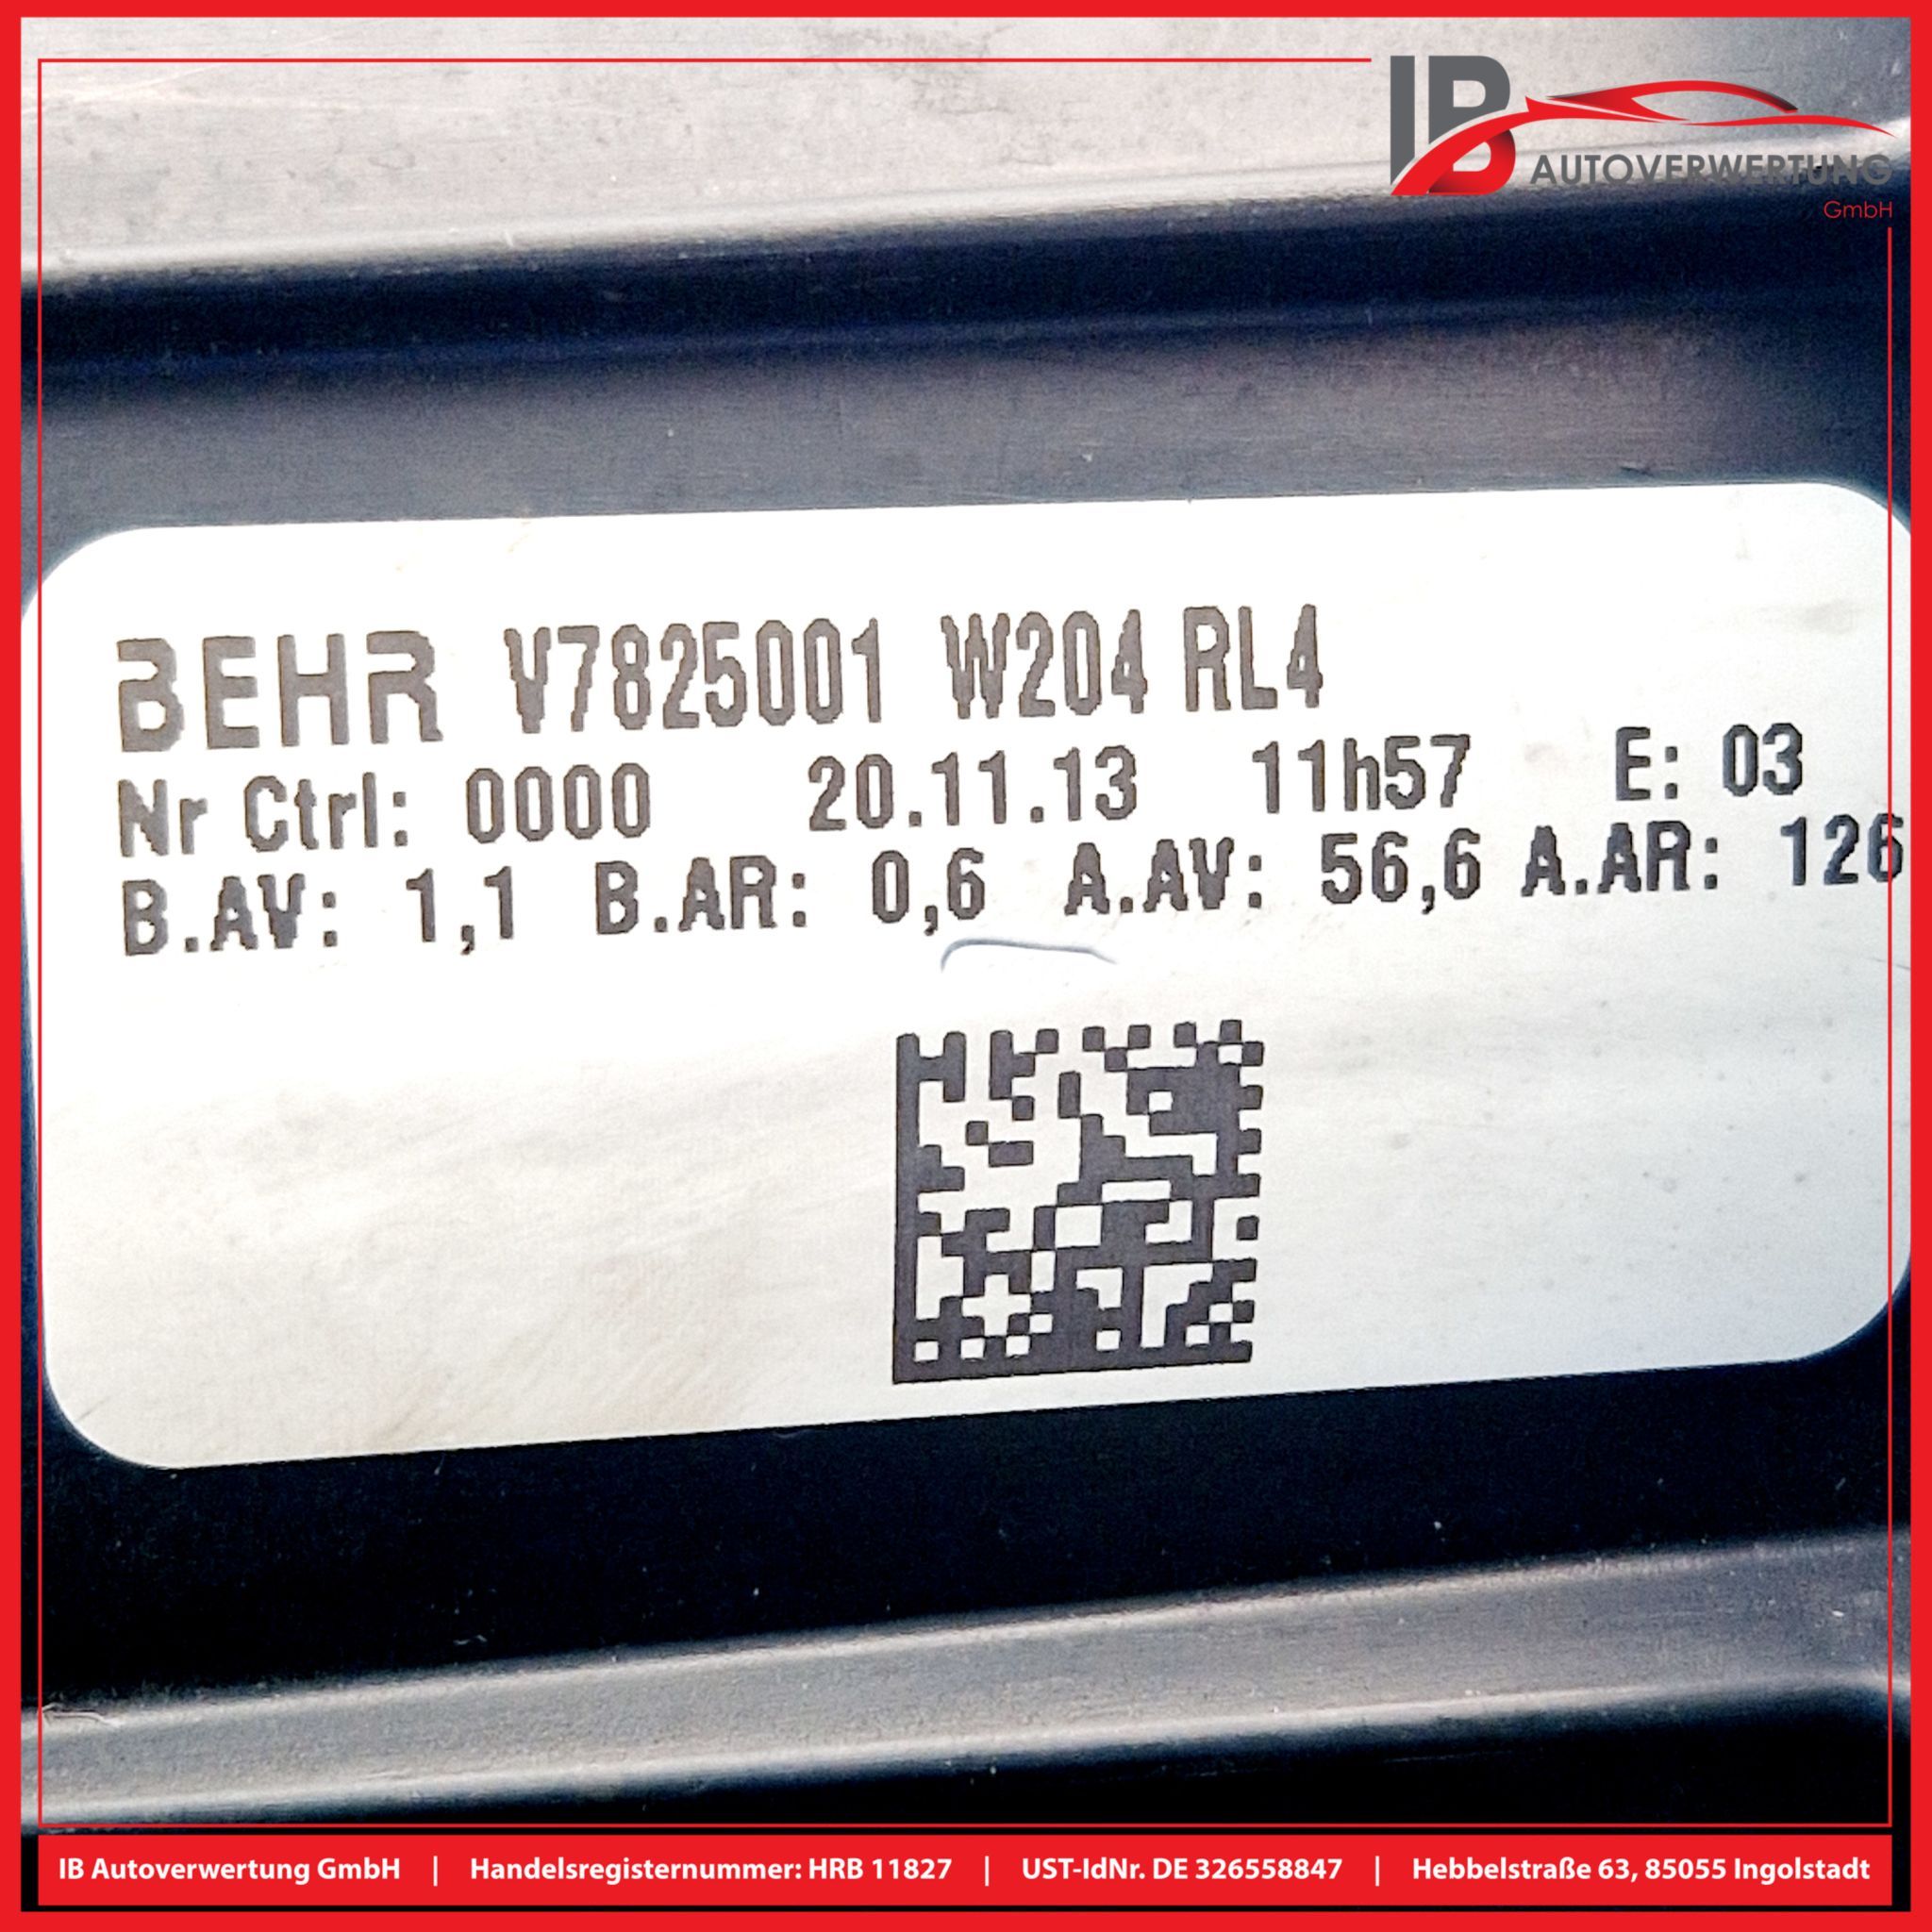 IB
AUTOVERWERTUNG
GmbH
BEHR V7825001 W204 RL4
Nr Ctrl: 0000 20.11.13 11h57 E: 03
B.AV: 1,1 B.AR: 0,6 A.AV: 56,6 A.AR: 126
IB Autoverwertung GmbH | Handelsregisternummer: HRB 11827 | UST-IdNr. DE 326558847 | Hebbelstraße 63, 85055 Ingolstadt